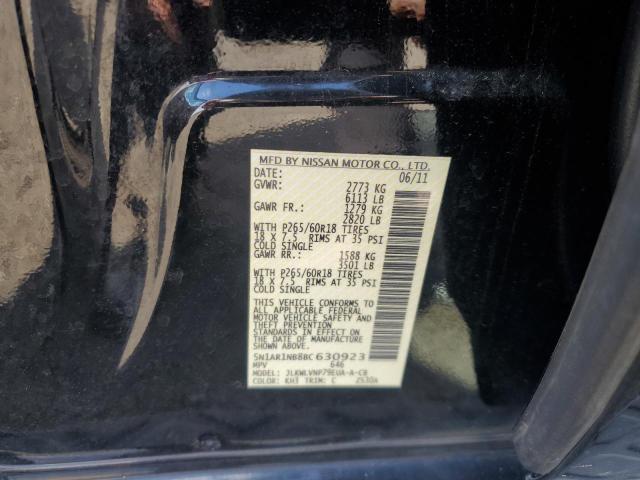 MFD BY NISSAN MOTOR CO., LTD.
DATE: 06/11
GVWR: 2773 KG
6113 LB
GAWR FR.: 1279 KG
2820 LB
WITH P265/60R18 TIRES
18 X 7.5 RIMS AT 35 PSI
COLD SINGLE
GAWR RR.: 1588 KG
3501 LB
WITH P265/60R18 TIRES
18 X 7.5 RIMS AT 35 PSI
COLD SINGLE
THIS VEHICLE CONFORMS TO
ALL APPLICABLE FEDERAL
MOTOR VEHICLE SAFETY AND
THEFT PREVENTION
STANDARDS IN EFFECT ON THE
DATE OF MANUFACTURE
SHOWN ABOVE.
5N1AR1NB8BC630923
MPV 646
MODEL: JLKWLVNP79EUA-A-CB
COLOR: KH3 TRIM: C 2530A